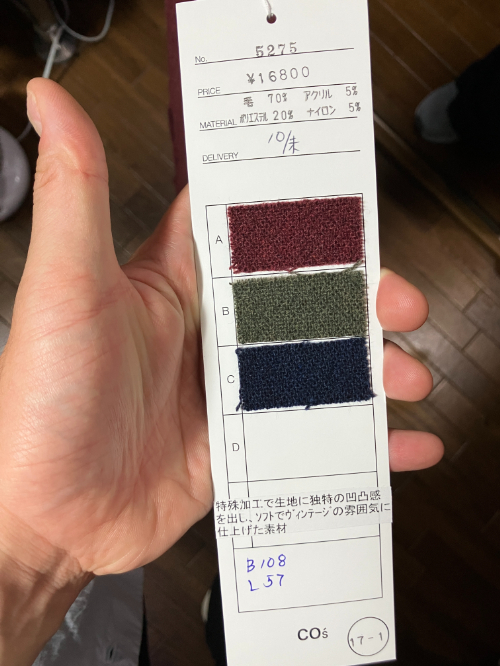 No. 5275
PRICE ¥16800
毛 70% アクリル 5%
MATERIAL ポリエステル 20% ナイロン 5%
DELIVERY 10/末
A
B
C
D
特殊加工で生地に独特の凹凸感
を出し、ソフトでヴィンテージの雰囲気に
仕上げた素材
B108
L57
COś
17-1